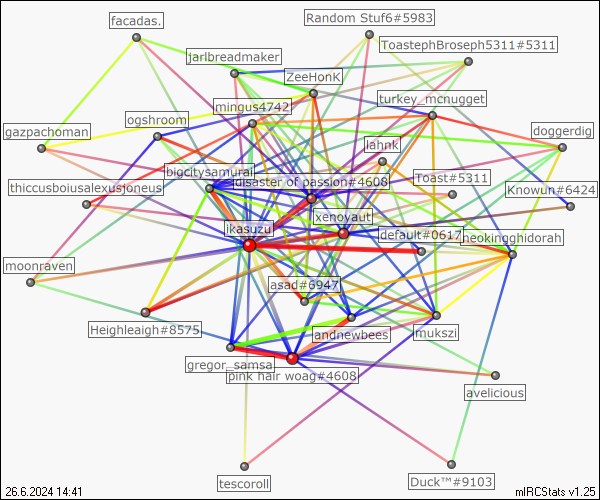 facadas.
Random Stuf6#5983
ToastephBroseph5311#5311
jarlbreadmaker
ZeeHonK
turkey_mcnugget
mingus4742
ogshroom
gazpachoman
doggerdig
lahnk
bigcitysamurai
disaster of passion#4608
Toast#5311
thiccusboiusalexusjoneus
Knowun#6424
xenoyaut
ikasuzu
default#0617
neokingghidorah
moonraven
asad#6947
Heighleaigh#8575
landnewbees
mukszi
gregor_samsa
pink hair woag#4608
avelicious
tescoroll
Duck™#9103
26.6.2024 14:41
mIRCStats v1.25